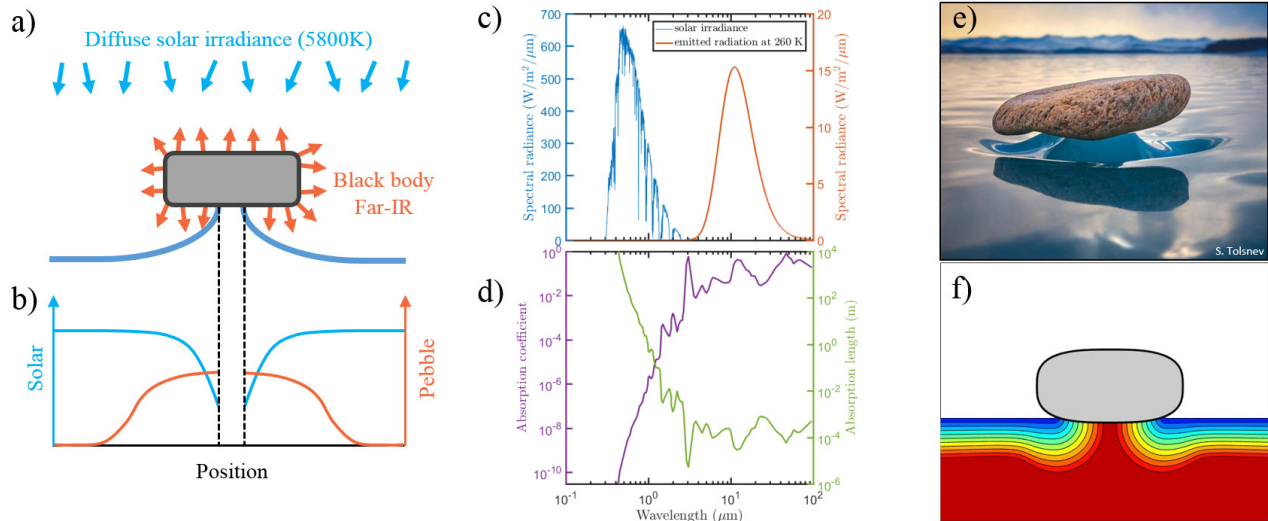 a)
Diffuse solar irradiance (5800K)
Black body
Far-IR
b)
Solar
Pebble
Position
c)
700
600
500
400
300
200
100
0
Spectral radiance (W/m²/μm)
solar irradiance
emitted radiation at 260 K
20
15
10
5
0
Spectral radiance (W/m²/μm)
d)
10⁰
10⁻²
10⁻⁴
10⁻⁶
10⁻⁸
10⁻¹⁰
Absorption coefficient
10⁴
10²
10⁰
10⁻²
10⁻⁴
10⁻⁶
Absorption length (m)
10⁻¹
10⁰
10¹
10²
Wavelength (μm)
e)
S. Tolsnev
f)